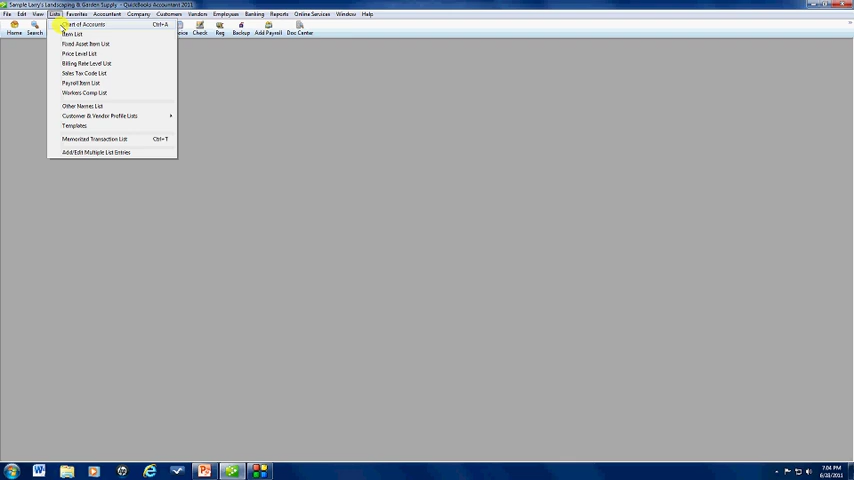 Sample Larry's Landscaping & Garden Supply - QuickBooks Accountant 2011
File Edit View Lists Favorites Accountant Company Customers Vendors Employees Banking Reports Online Services Window Help
Home Search Check Reg Backup Add Payroll Doc Center
Chart of Accounts Ctrl+A
Item List
Fixed Asset Item List
Price Level List
Billing Rate Level List
Sales Tax Code List
Payroll Item List
Workers Comp List
Other Names List
Customer & Vendor Profile Lists
Templates
Memorized Transaction List Ctrl+T
Add/Edit Multiple List Entries
7:04 PM
6/28/2011